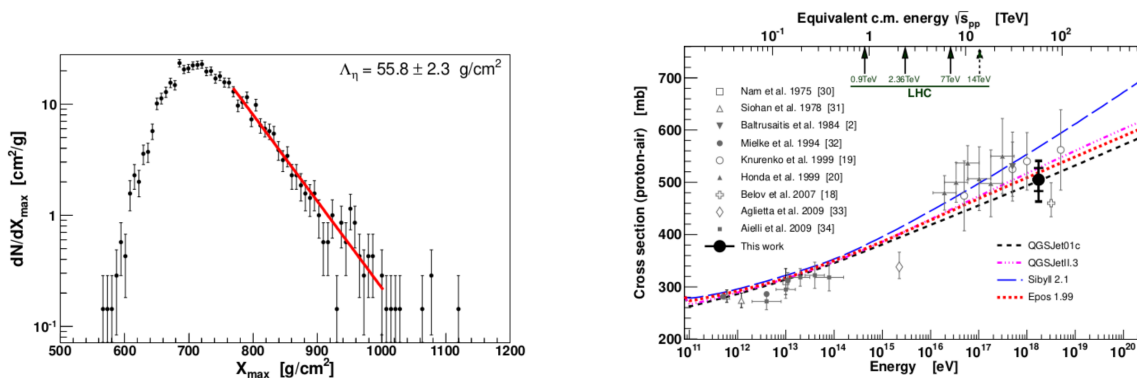 Λη = 55.8 ± 2.3 g/cm²
dN/dXmax [cm²/g]
10
1
10⁻¹
500 600 700 800 900 1000 1100 1200
Xmax [g/cm²]
Equivalent c.m. energy √spp [TeV]
10⁻¹ 1 10 10²
0.9TeV 2.36TeV 7TeV 14TeV
LHC
Cross section (proton-air) [mb]
700
600
500
400
300
200
Nam et al. 1975 [30]
Siohan et al. 1978 [31]
Baltrusaitis et al. 1984 [2]
Mielke et al. 1994 [32]
Knurenko et al. 1999 [19]
Honda et al. 1999 [20]
Belov et al. 2007 [18]
Aglietta et al. 2009 [33]
Aielli et al. 2009 [34]
This work
QGSJet01c
QGSJetII.3
Sibyll 2.1
Epos 1.99
10¹¹ 10¹² 10¹³ 10¹⁴ 10¹⁵ 10¹⁶ 10¹⁷ 10¹⁸ 10¹⁹ 10²⁰
Energy [eV]